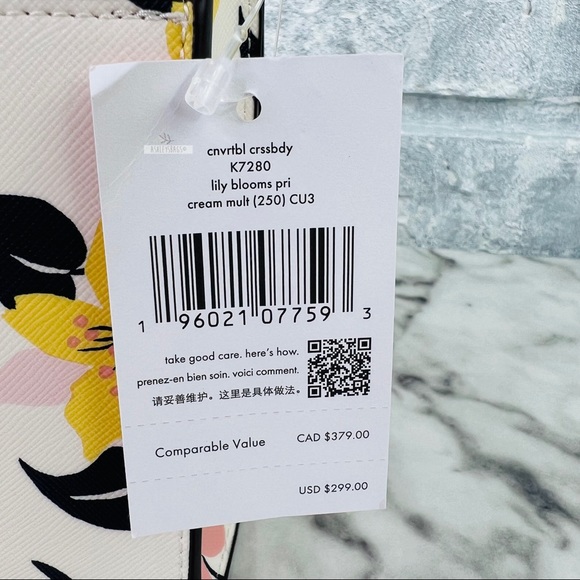 cnvrtbl crssbdy
K7280
lily blooms pri
cream mult (250) CU3
1 96021 07759 3
take good care. here's how.
prenez-en bien soin. voici comment.
请妥善维护。这里是具体做法。
Comparable Value CAD $379.00
USD $299.00